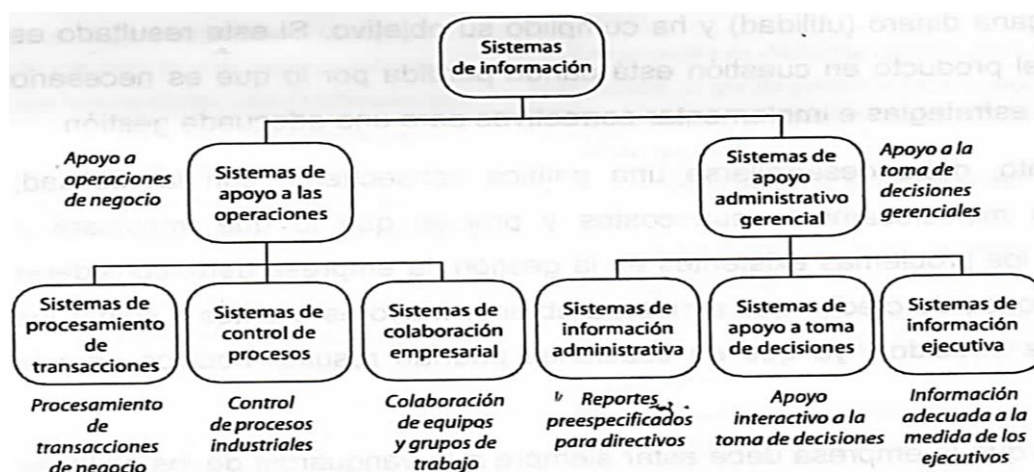 Sistemas
de información
Apoyo a
operaciones
de negocio
Sistemas de
apoyo a las
operaciones
Sistemas de
apoyo
administrativo
gerencial
Apoyo a la
toma de
decisiones
gerenciales
Sistemas de
procesamiento
de
transacciones
Sistemas de
control de
procesos
Sistemas de
colaboración
empresarial
Sistemas de
información
administrativa
Sistemas de
apoyo a toma
de decisiones
Sistemas de
información
ejecutiva
Procesamiento
de
transacciones
de negocio
Control
de procesos
industriales
Colaboración
de equipos
y grupos de
trabajo
Reportes
preespecificados
para directivos
Apoyo
interactivo a la
toma de decisiones
Información
adecuada a la
medida de los
ejecutivos